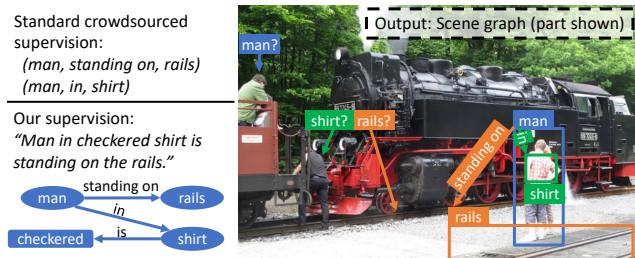 Standard crowdsourced
supervision:
(man, standing on, rails)
(man, in, shirt)
Our supervision:
"Man in checkered shirt is
standing on the rails."
man
standing on
rails
in
checkered
is
shirt
Output: Scene graph (part shown)
man?
shirt?
rails?
man
standing on
in
shirt
rails